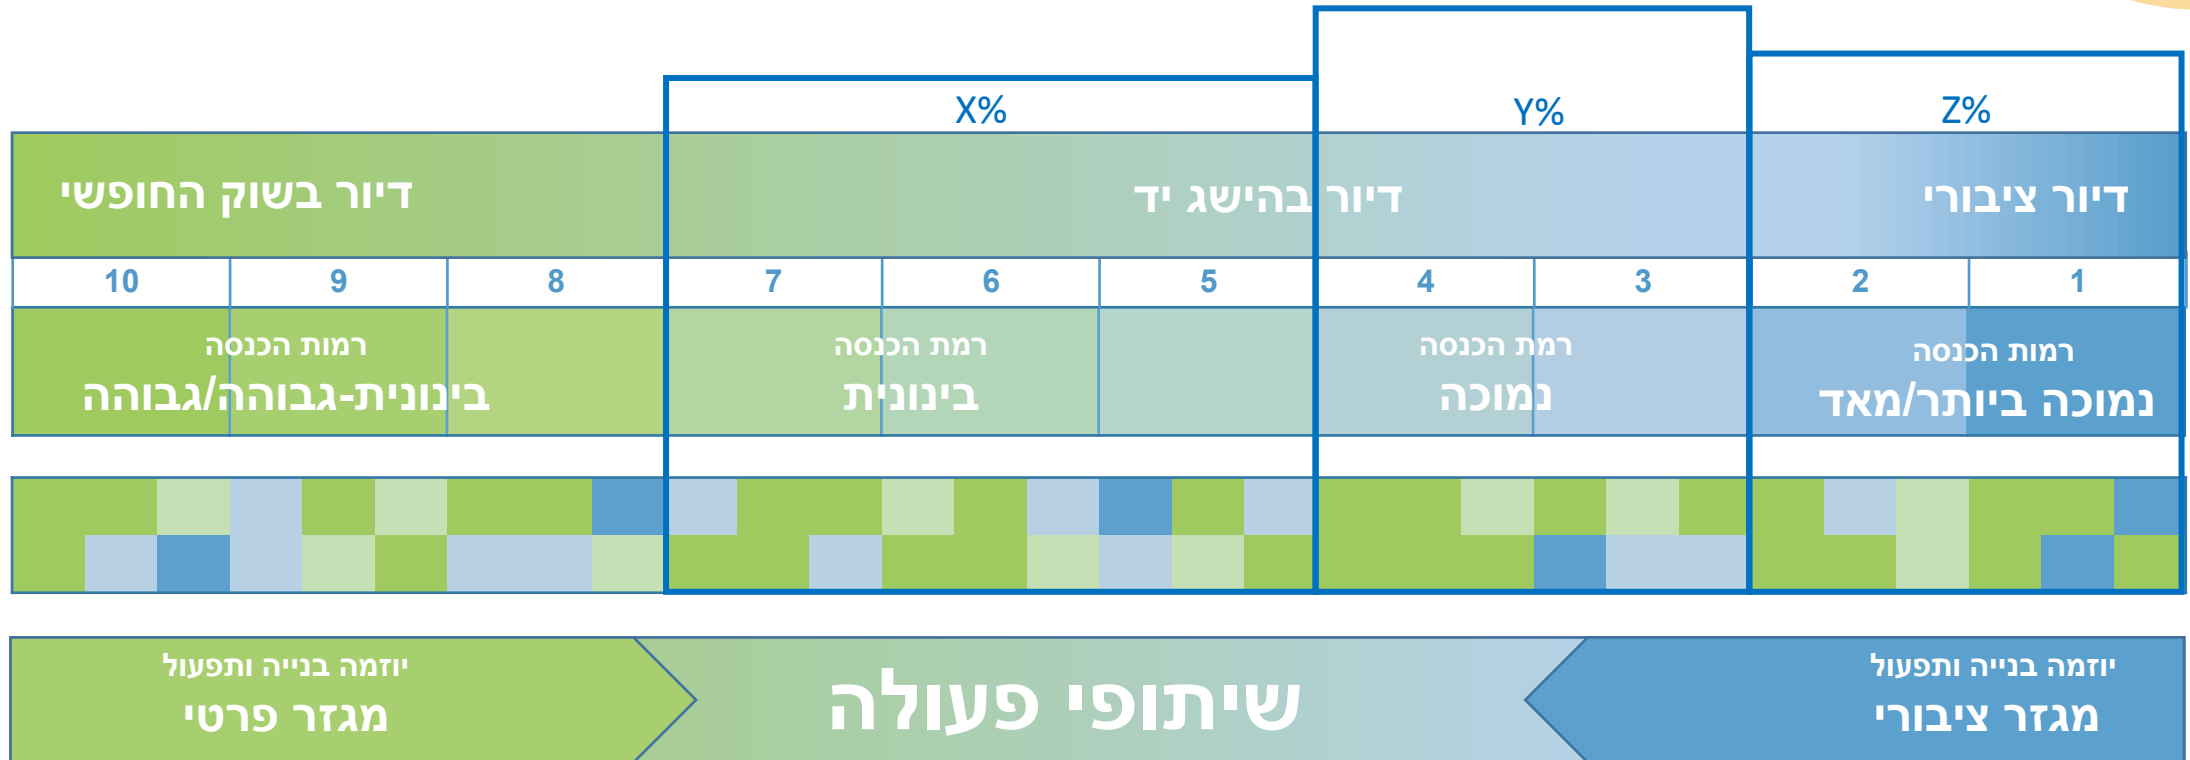 Z% Y% X%
דיור ציבורי דיור בהישג יד דיור בשוק החופשי
1 2 3 4 5 6 7 8 9 10
רמות הכנסה
נמוכה ביותר/מאד
רמת הכנסה
נמוכה
רמת הכנסה
בינונית
רמות הכנסה
בינונית-גבוהה/גבוהה
יוזמה בנייה ותפעול
מגזר ציבורי
שיתופי פעולה
יוזמה בנייה ותפעול
מגזר פרטי